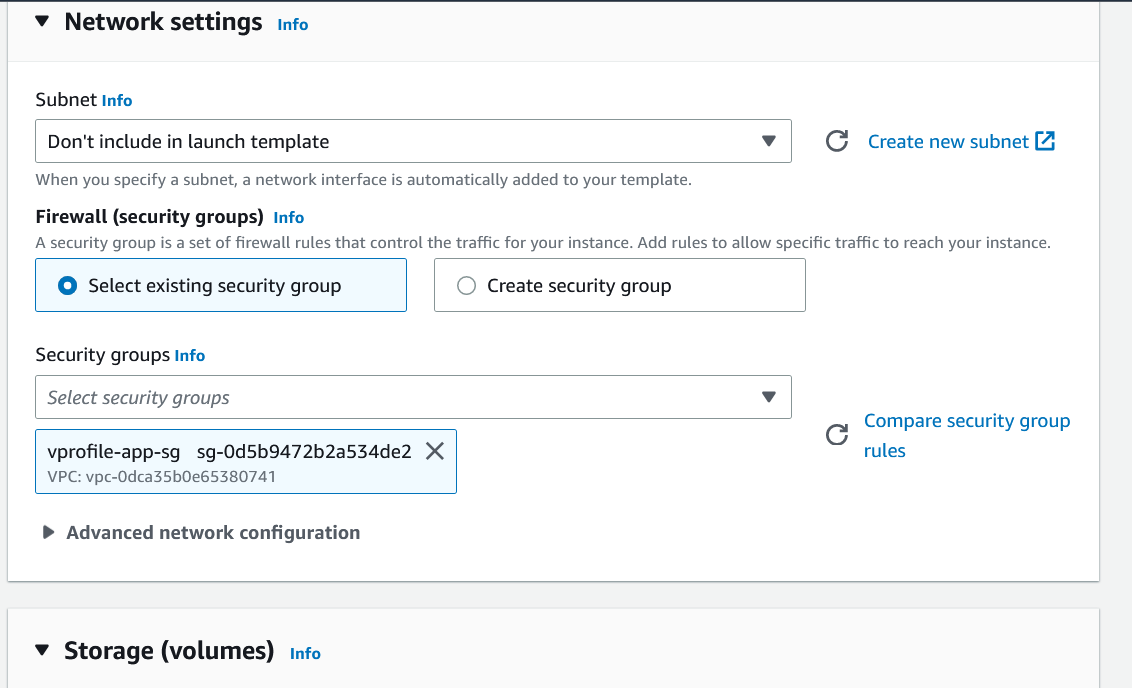 Network settings Info
Subnet Info
Don't include in launch template
Create new subnet
When you specify a subnet, a network interface is automatically added to your template.
Firewall (security groups) Info
A security group is a set of firewall rules that control the traffic for your instance. Add rules to allow specific traffic to reach your instance.
Select existing security group
Create security group
Security groups Info
Select security groups
Compare security group
rules
vprofile-app-sg sg-0d5b9472b2a534de2
VPC: vpc-0dca35b0e65380741
Advanced network configuration
Storage (volumes) Info